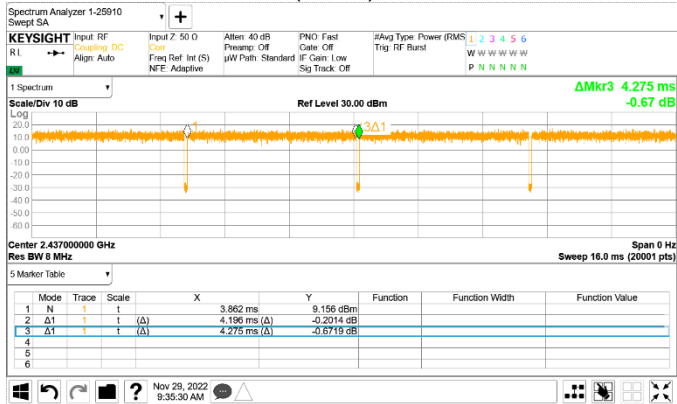 Spectrum Analyzer 1-25910
Swept SA
+
KEYSIGHT Input: RF Input Z: 50 Ω Atten: 40 dB PNO: Fast #Avg Type: Power (RMS 1 2 3 4 5 6
RL Coupling: DC Corr Preamp: Off Gate: Off Trig: RF Burst W W W W W W
Align: Auto Freq Ref: Int (S) µW Path: Standard IF Gain: Low P N N N N N
NFE: Adaptive Sig Track: Off
1 Spectrum
ΔMkr3 4.275 ms
Scale/Div 10 dB Ref Level 30.00 dBm -0.67 dB
Log
20.0
10.0
0.00
-10.0
-20.0
-30.0
-40.0
-50.0
-60.0
1
3Δ1
Center 2.437000000 GHz Span 0 Hz
Res BW 8 MHz Sweep 16.0 ms (20001 pts)
5 Marker Table
Mode Trace Scale X Y Function Function Width Function Value
1 N 1 t 3.862 ms 9.156 dBm
2 Δ1 1 t (Δ) 4.196 ms (Δ) -0.2014 dB
3 Δ1 1 t (Δ) 4.275 ms (Δ) -0.6719 dB
4
5
6
? Nov 29, 2022
9:35:30 AM